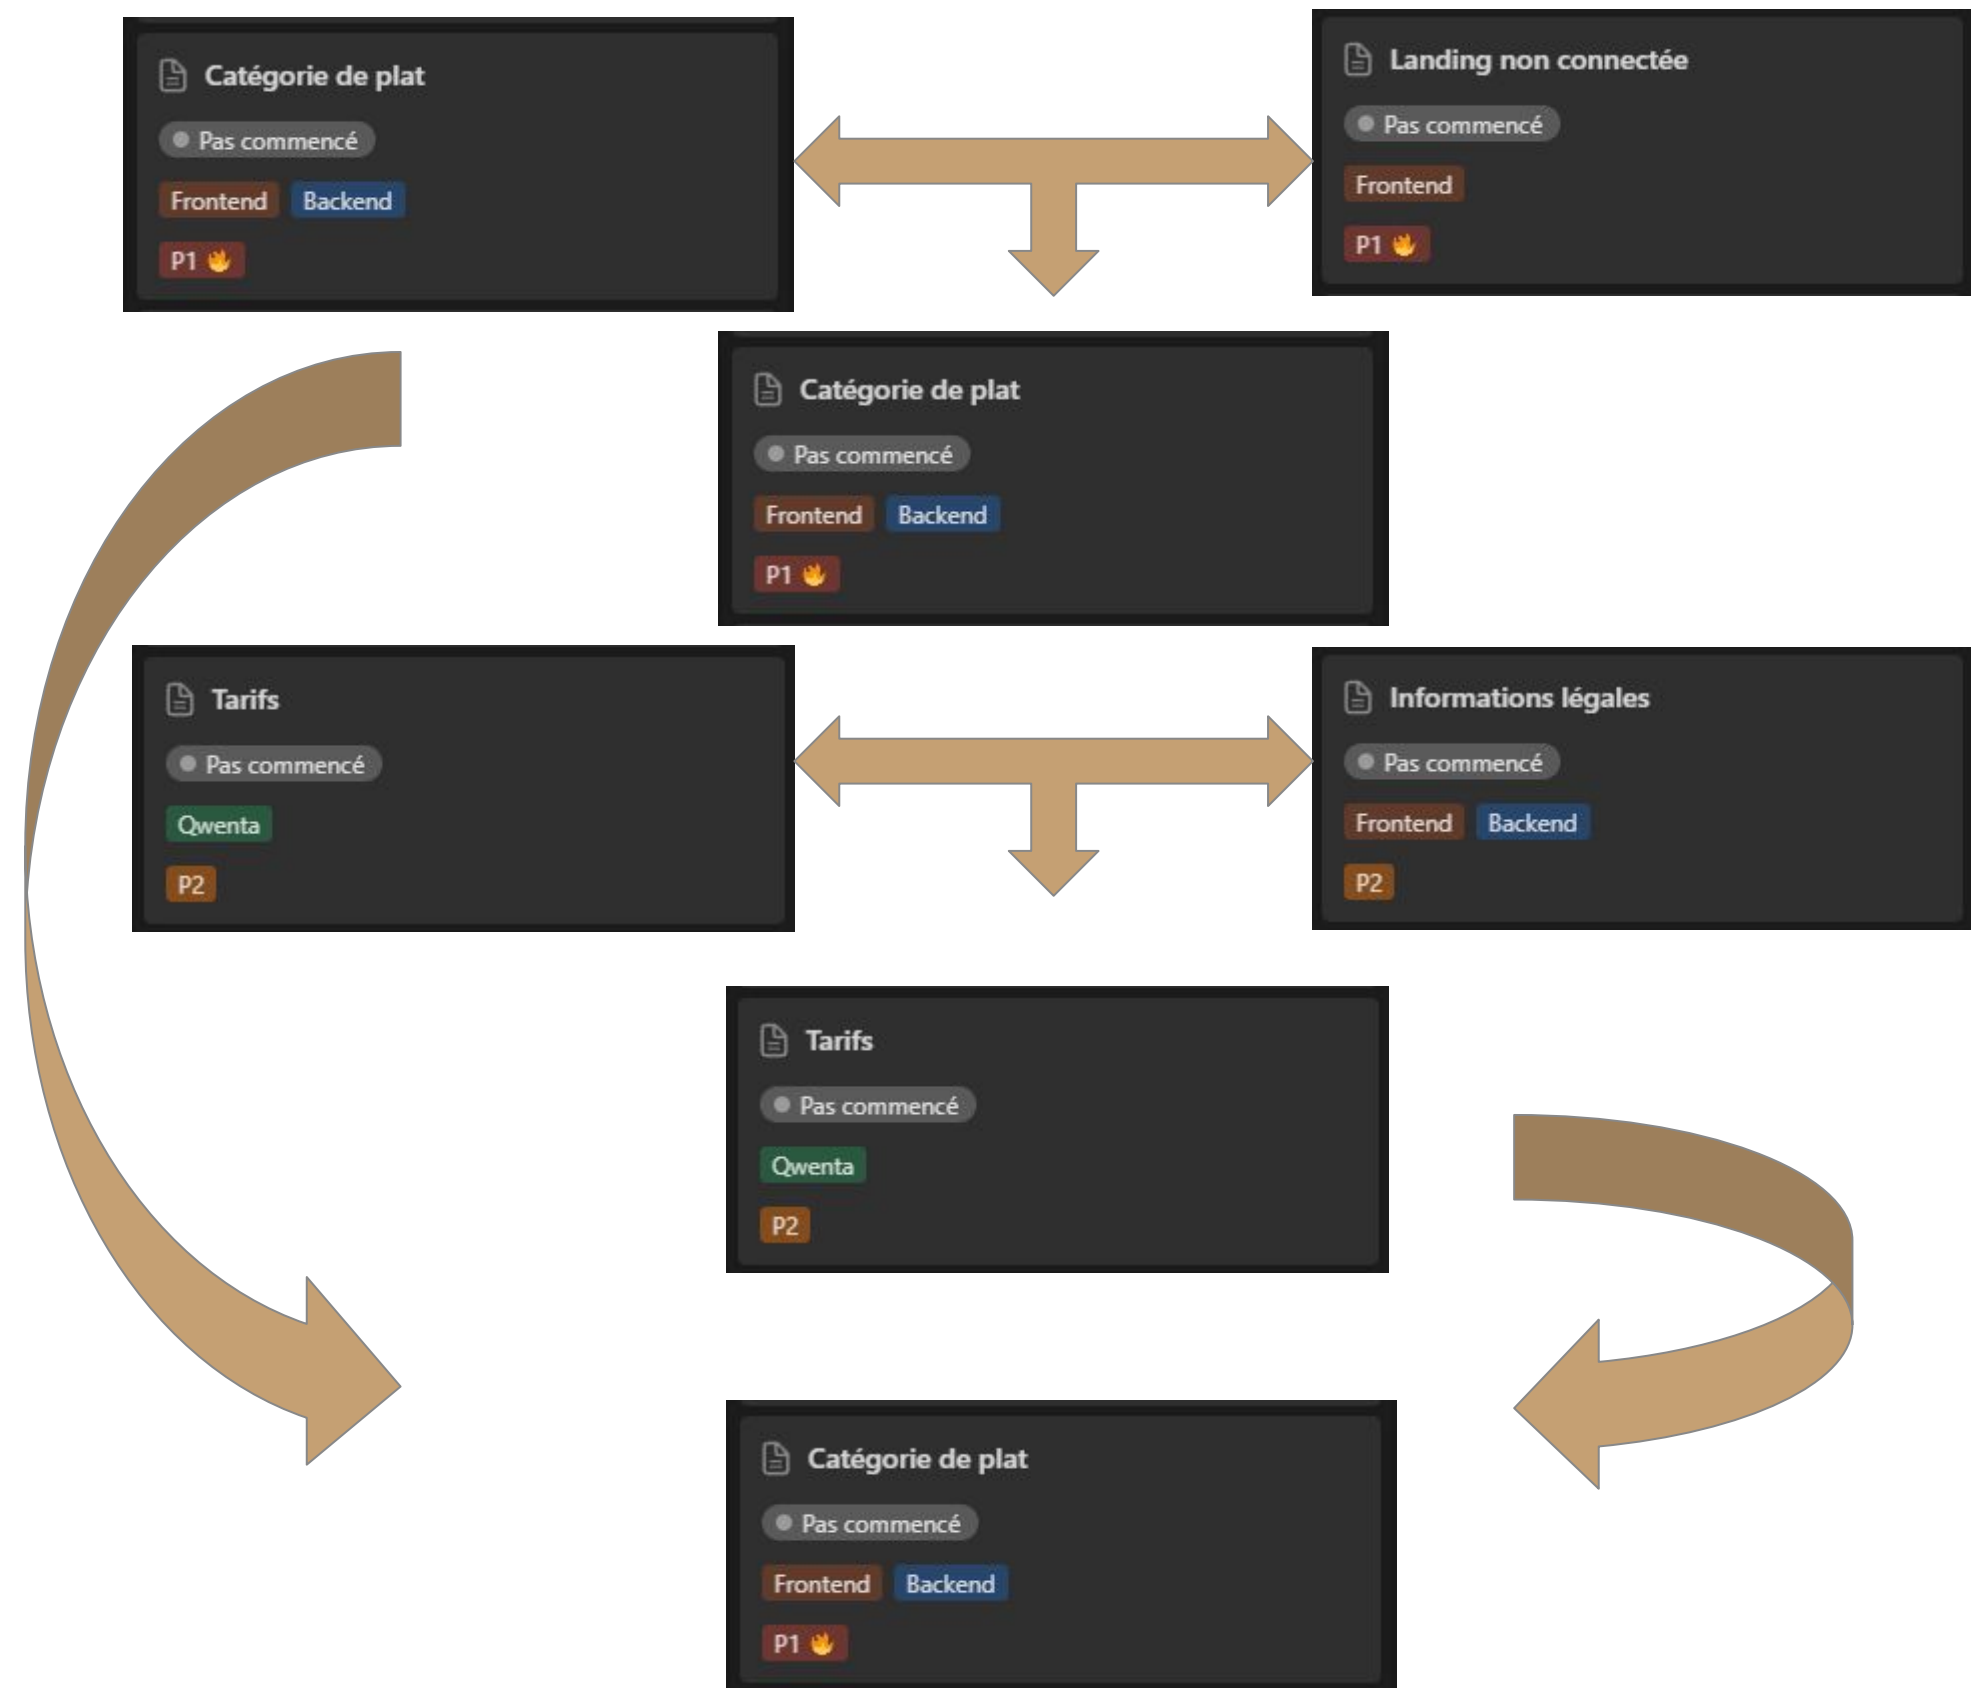 Catégorie de plat
Pas commencé
Frontend Backend
P1 🔥
Landing non connectée
Pas commencé
Frontend
P1 🔥
Catégorie de plat
Pas commencé
Frontend Backend
P1 🔥
Tarifs
Pas commencé
Qwenta
P2
Informations légales
Pas commencé
Frontend Backend
P2
Tarifs
Pas commencé
Qwenta
P2
Catégorie de plat
Pas commencé
Frontend Backend
P1 🔥